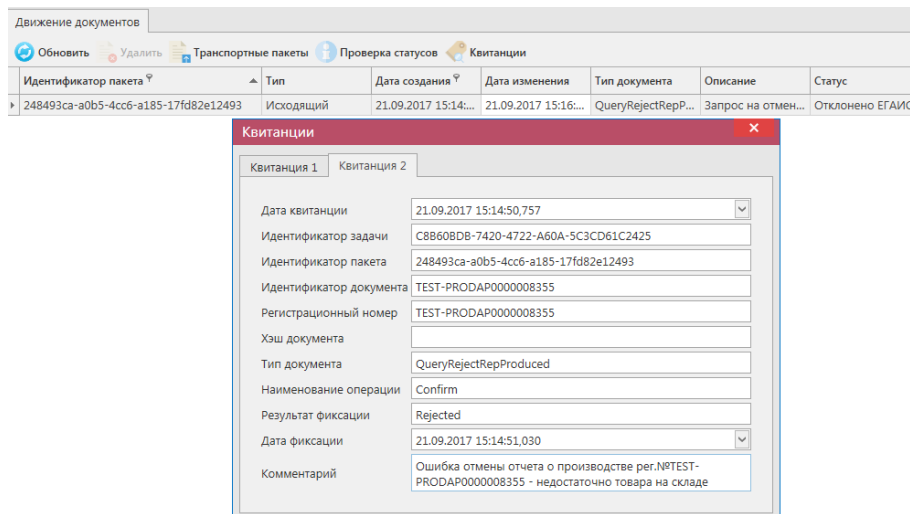 Движение документов
Обновить Удалить Транспортные пакеты Проверка статусов Квитанции
Идентификатор пакета Тип Дата создания Дата изменения Тип документа Описание Статус
248493ca-a0b5-4cc6-a185-17fd82e12493 Исходящий 21.09.2017 15:14:... 21.09.2017 15:16:... QueryRejectRepP... Запрос на отмен... Отклонено ЕГАИС
Квитанции
Квитанция 1 Квитанция 2
Дата квитанции 21.09.2017 15:14:50,757
Идентификатор задачи C8B60BDB-7420-4722-A60A-5C3CD61C2425
Идентификатор пакета 248493ca-a0b5-4cc6-a185-17fd82e12493
Идентификатор документа TEST-PRODAP0000008355
Регистрационный номер TEST-PRODAP0000008355
Хэш документа
Тип документа QueryRejectRepProduced
Наименование операции Confirm
Результат фиксации Rejected
Дата фиксации 21.09.2017 15:14:51,030
Комментарий Ошибка отмены отчета о производстве рег.№TEST-
PRODAP0000008355 - недостаточно товара на складе